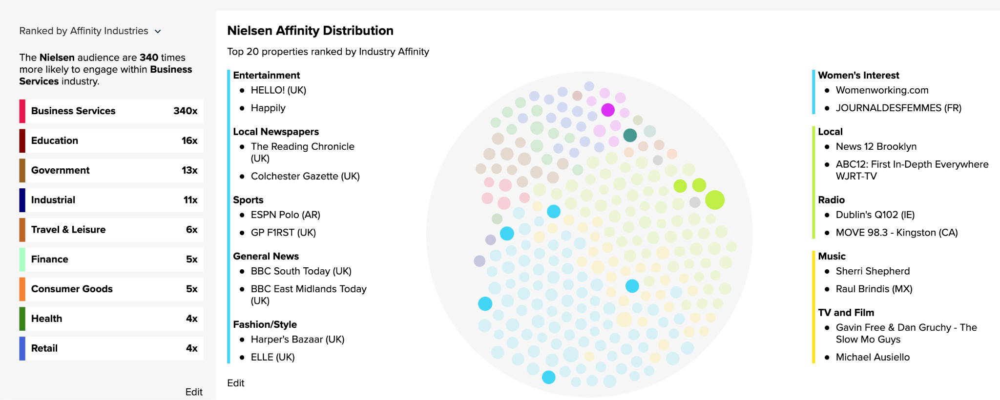 Ranked by Affinity Industries
The Nielsen audience are 340 times
more likely to engage within Business
Services industry.
Business Services 340x
Education 16x
Government 13x
Industrial 11x
Travel & Leisure 6x
Finance 5x
Consumer Goods 5x
Health 4x
Retail 4x
Edit
Nielsen Affinity Distribution
Top 20 properties ranked by Industry Affinity
Entertainment
• HELLO! (UK)
• Happily
Local Newspapers
• The Reading Chronicle
(UK)
• Colchester Gazette (UK)
Sports
• ESPN Polo (AR)
• GP F1RST (UK)
General News
• BBC South Today (UK)
• BBC East Midlands Today
(UK)
Fashion/Style
• Harper's Bazaar (UK)
• ELLE (UK)
Edit
Women's Interest
• Womenworking.com
• JOURNALDESFEMMES (FR)
Local
• News 12 Brooklyn
• ABC12: First In-Depth Everywhere
WJRT-TV
Radio
• Dublin's Q102 (IE)
• MOVE 98.3 - Kingston (CA)
Music
• Sherri Shepherd
• Raul Brindis (MX)
TV and Film
• Gavin Free & Dan Gruchy - The
Slow Mo Guys
• Michael Ausiello